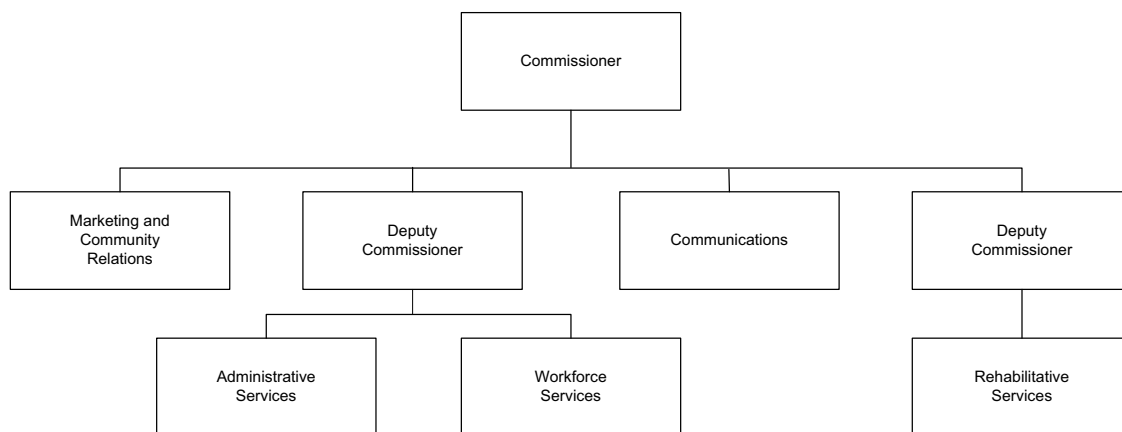 Commissioner
Marketing and
Community
Relations
Deputy
Commissioner
Communications
Deputy
Commissioner
Administrative
Services
Workforce
Services
Rehabilitative
Services